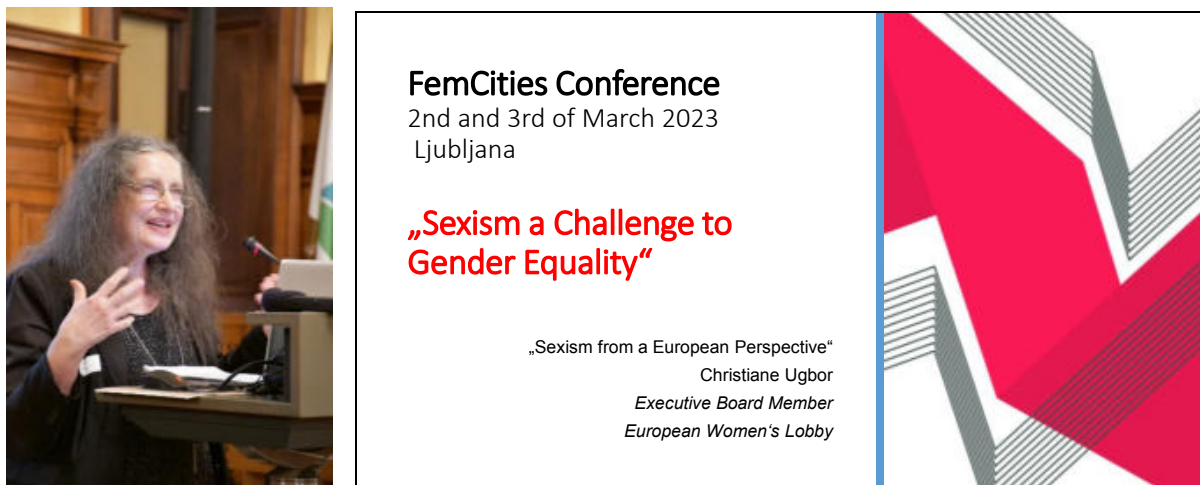 FemCities Conference
2nd and 3rd of March 2023
Ljubljana
„Sexism a Challenge to
Gender Equality“
„Sexism from a European Perspective“
Christiane Ugbor
Executive Board Member
European Women‘s Lobby